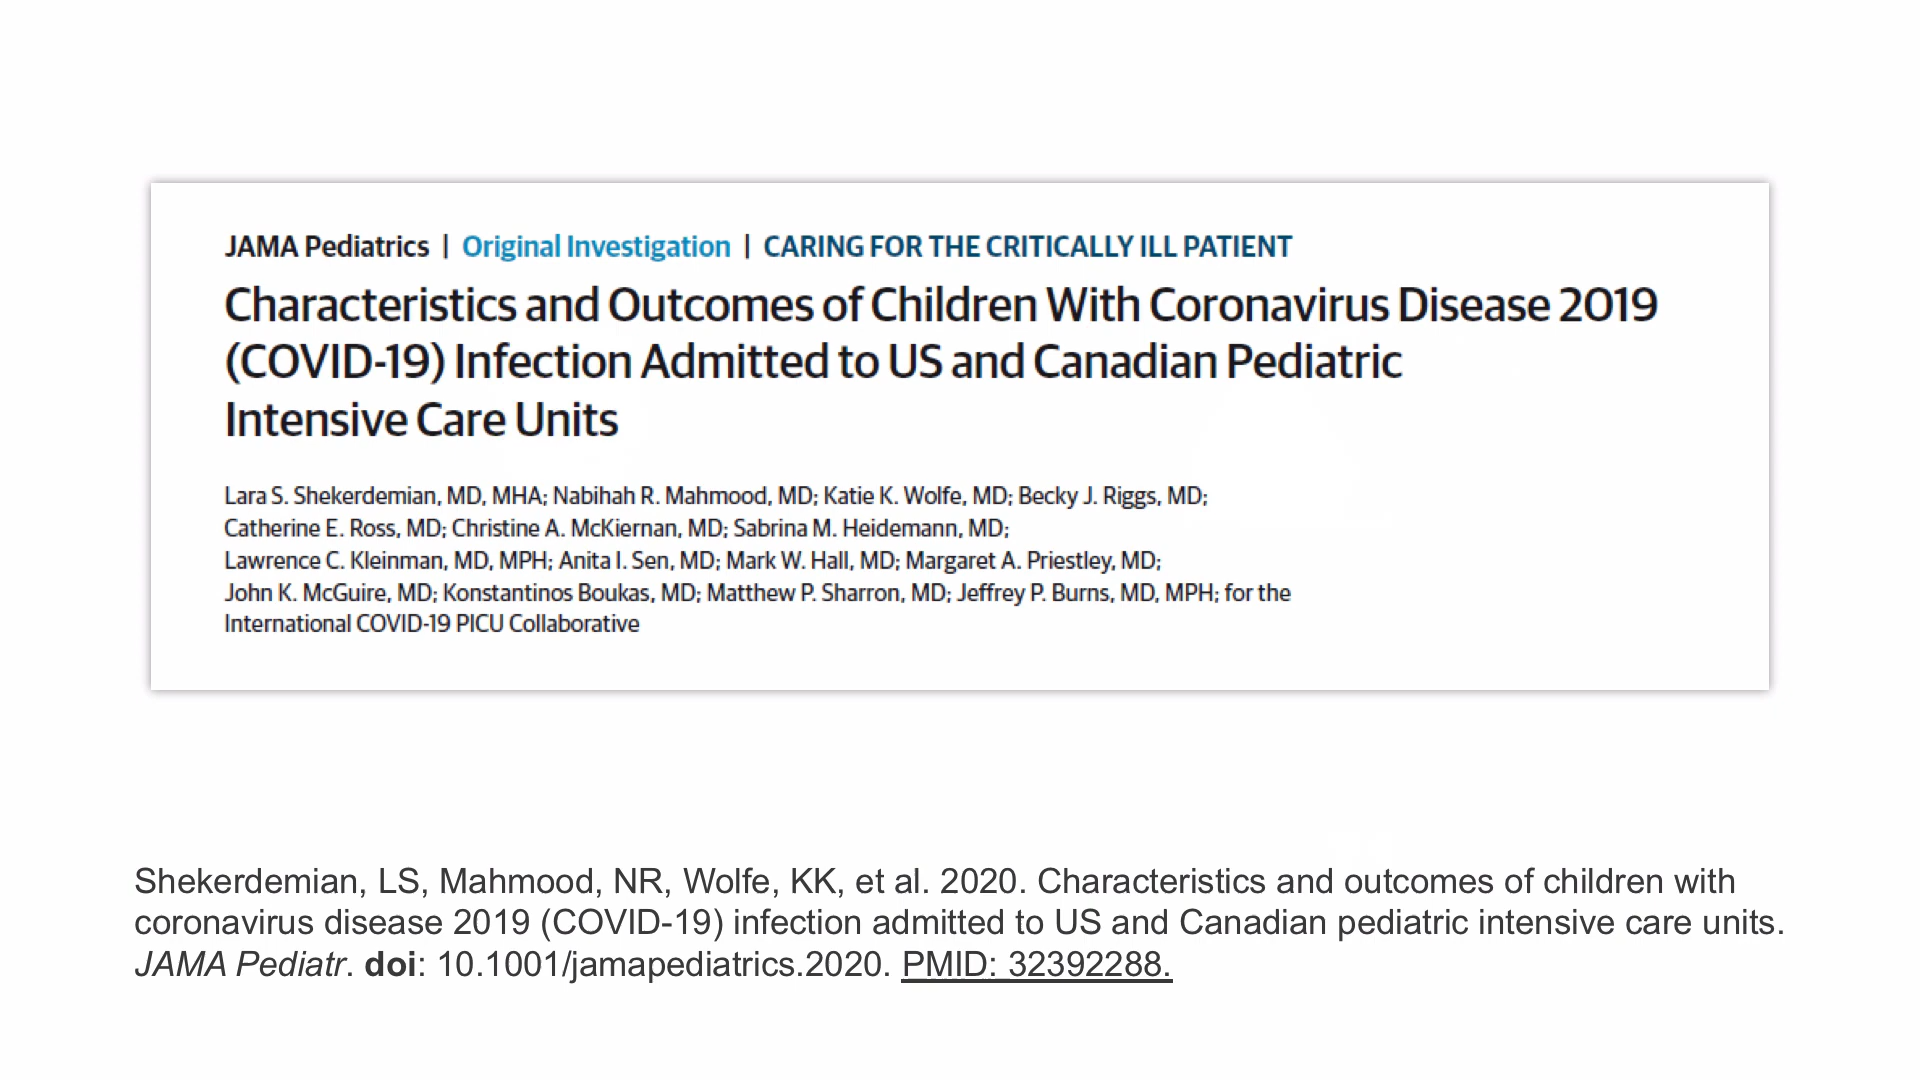 JAMA Pediatrics | Original Investigation | CARING FOR THE CRITICALLY ILL PATIENT
Characteristics and Outcomes of Children With Coronavirus Disease 2019
(COVID-19) Infection Admitted to US and Canadian Pediatric
Intensive Care Units
Lara S. Shekerdemian, MD, MHA; Nabihah R. Mahmood, MD; Katie K. Wolfe, MD; Becky J. Riggs, MD;
Catherine E. Ross, MD; Christine A. McKiernan, MD; Sabrina M. Heidemann, MD;
Lawrence C. Kleinman, MD, MPH; Anita I. Sen, MD; Mark W. Hall, MD; Margaret A. Priestley, MD;
John K. McGuire, MD; Konstantinos Boukas, MD; Matthew P. Sharron, MD; Jeffrey P. Burns, MD, MPH; for the
International COVID-19 PICU Collaborative
Shekerdemian, LS, Mahmood, NR, Wolfe, KK, et al. 2020. Characteristics and outcomes of children with
coronavirus disease 2019 (COVID-19) infection admitted to US and Canadian pediatric intensive care units.
JAMA Pediatr. doi: 10.1001/jamapediatrics.2020. PMID: 32392288.